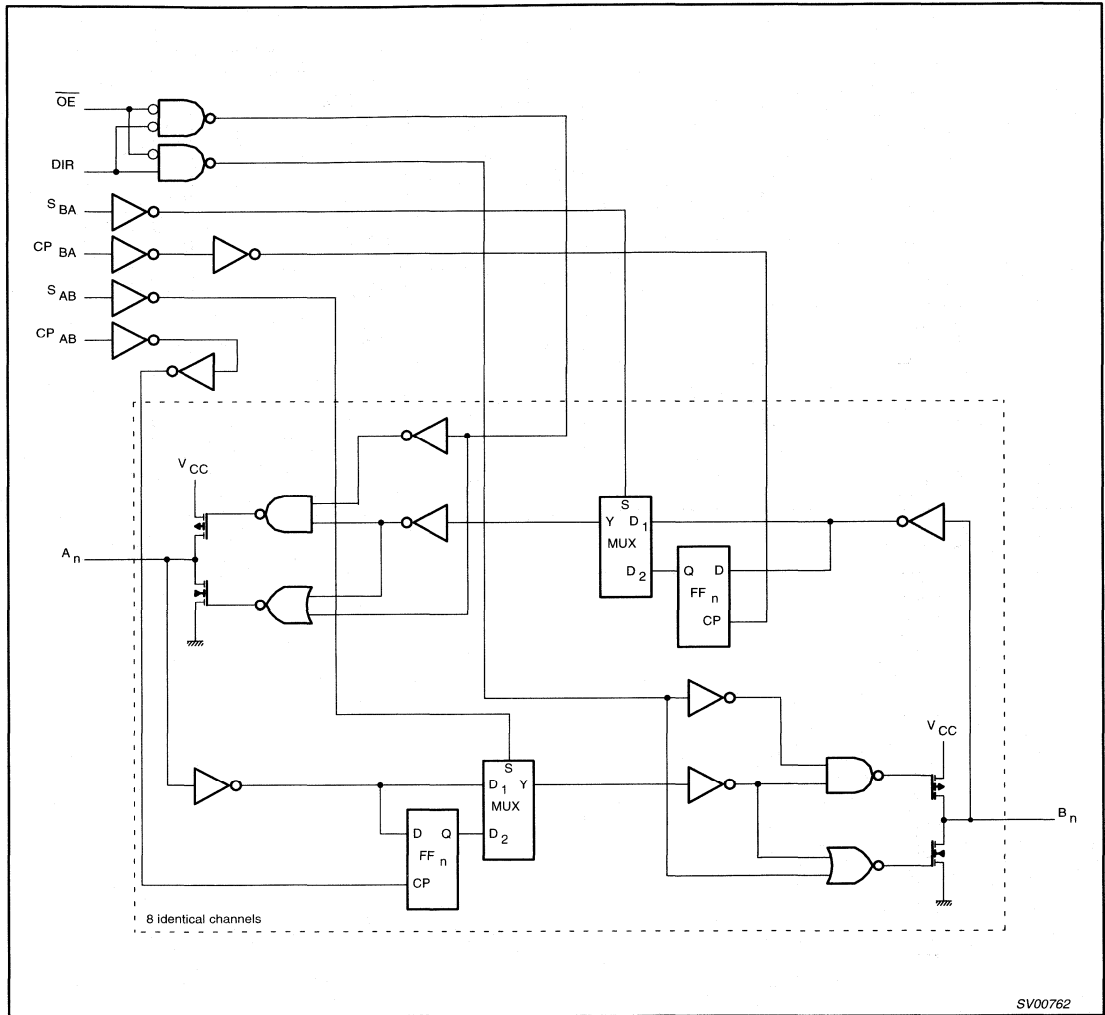 OE
DIR
S BA
CP BA
S AB
CP AB
V CC
S
Y D 1
MUX
D 2
Q D
FF n
CP
A n
V CC
S
D 1 Y
MUX
D 2
D Q
FF n
CP
B n
8 identical channels
SV00762